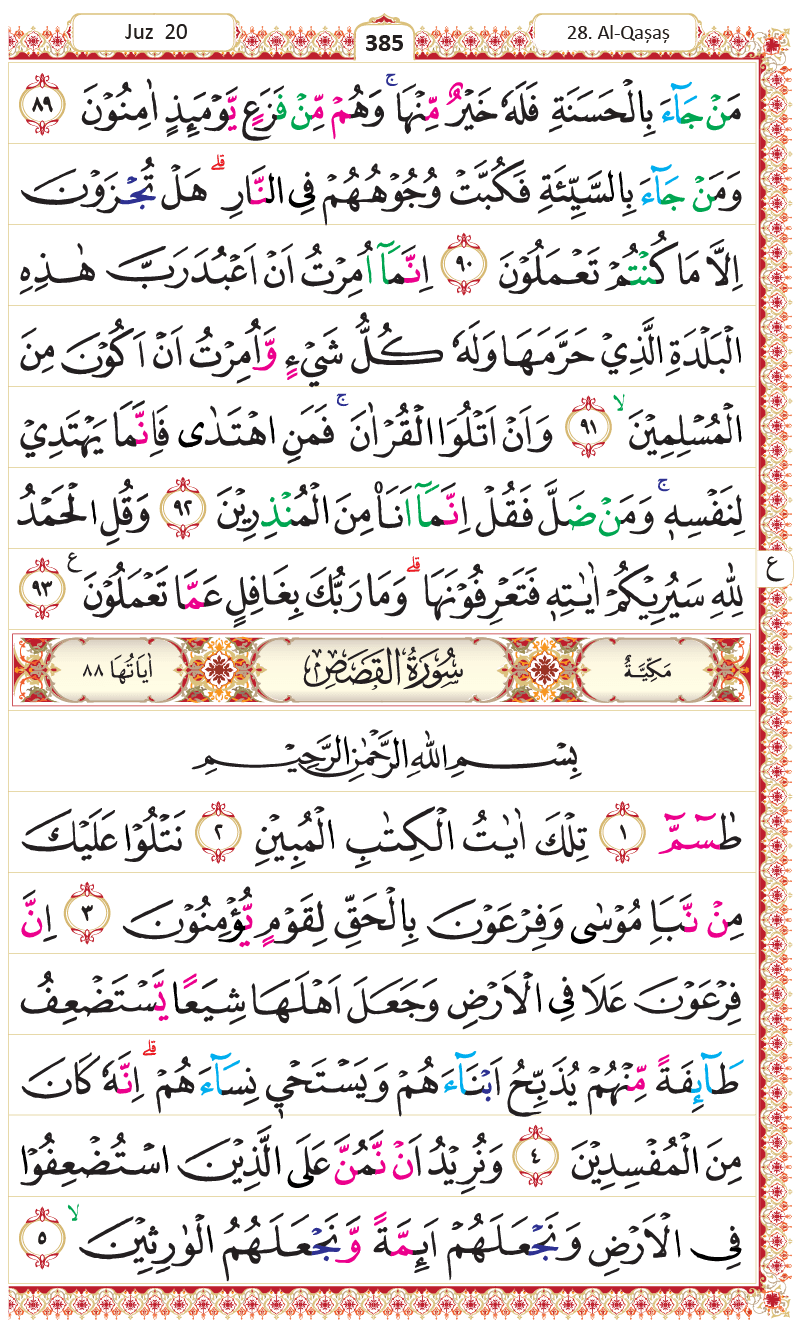 Juz 20
385
28. Al-Qaṣaṣ
مَنْ جَآءَ بِالْحَسَنَةِ فَلَهٗ خَيْرٌ مِّنْهَا ۚ وَهُمْ مِّنْ فَزَعٍ يَّوْمَىِٕذٍ اٰمِنُوْنَ ٨٩
وَمَنْ جَآءَ بِالسَّيِّئَةِ فَكُبَّتْ وُجُوْهُهُمْ فِى النَّارِ ۗ هَلْ تُجْزَوْنَ
اِلَّا مَا كُنْتُمْ تَعْمَلُوْنَ ٩٠ اِنَّمَآ اُمِرْتُ اَنْ اَعْبُدَ رَبَّ هٰذِهِ
الْبَلْدَةِ الَّذِيْ حَرَّمَهَا وَلَهٗ كُلُّ شَيْءٍ وَّاُمِرْتُ اَنْ اَكُوْنَ مِنَ
الْمُسْلِمِيْنَ ۙ ٩١ وَاَنْ اَتْلُوَا الْقُرْاٰنَ ۚ فَمَنِ اهْتَدٰى فَاِنَّمَا يَهْتَدِيْ
لِنَفْسِهٖ ۚ وَمَنْ ضَلَّ فَقُلْ اِنَّمَآ اَنَا۠ مِنَ الْمُنْذِرِيْنَ ٩٢ وَقُلِ الْحَمْدُ
لِلّٰهِ سَيُرِيْكُمْ اٰيٰتِهٖ فَتَعْرِفُوْنَهَا ۗ وَمَا رَبُّكَ بِغَافِلٍ عَمَّا تَعْمَلُوْنَ ع ٩٣
ع
مَكِّيَّةٌ سُوْرَةُ الْقَصَصِ اٰيَاتُهَا ٨٨
بِسْمِ اللّٰهِ الرَّحْمٰنِ الرَّحِيْمِ
طٰسۤمّۤ ١ تِلْكَ اٰيٰتُ الْكِتٰبِ الْمُبِيْنِ ٢ نَتْلُوْا عَلَيْكَ
مِنْ نَّبَاِ مُوْسٰى وَفِرْعَوْنَ بِالْحَقِّ لِقَوْمٍ يُّؤْمِنُوْنَ ٣ اِنَّ
فِرْعَوْنَ عَلَا فِى الْاَرْضِ وَجَعَلَ اَهْلَهَا شِيَعًا يَّسْتَضْعِفُ
طَآىِٕفَةً مِّنْهُمْ يُذَبِّحُ اَبْنَآءَهُمْ وَيَسْتَحْيٖ نِسَآءَهُمْ ۗ اِنَّهٗ كَانَ
مِنَ الْمُفْسِدِيْنَ ٤ وَنُرِيْدُ اَنْ نَّمُنَّ عَلَى الَّذِيْنَ اسْتُضْعِفُوْا
فِى الْاَرْضِ وَنَجْعَلَهُمْ اَىِٕمَّةً وَّنَجْعَلَهُمُ الْوٰرِثِيْنَ ۙ ٥